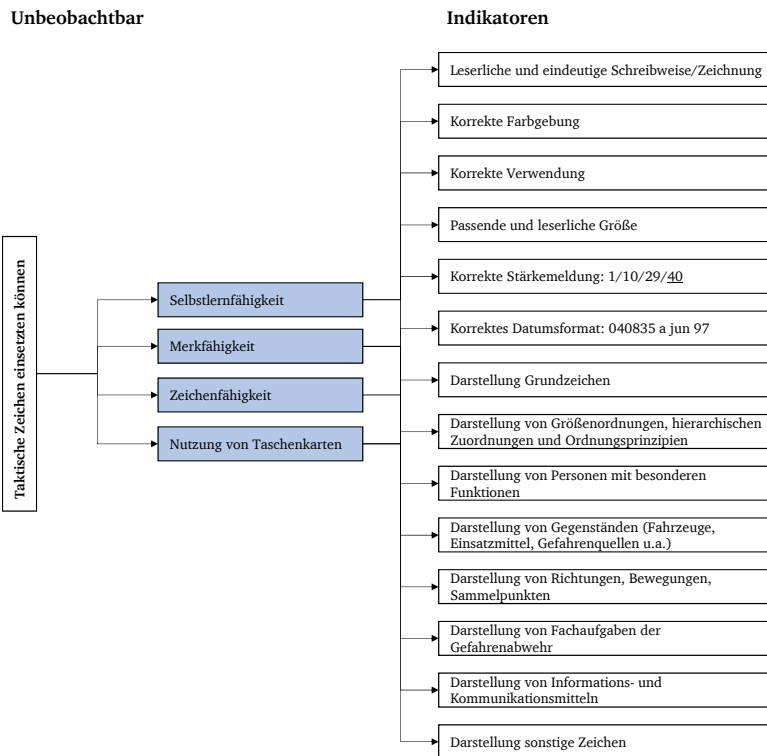 Unbeobachtbar
Indikatoren
Taktische Zeichen einsetzten können
Selbstlernfähigkeit
Merkfähigkeit
Zeichenfähigkeit
Nutzung von Taschenkarten
Leserliche und eindeutige Schreibweise/Zeichnung
Korrekte Farbgebung
Korrekte Verwendung
Passende und leserliche Größe
Korrekte Stärkemeldung: 1/10/29/40
Korrektes Datumsformat: 040835 a jun 97
Darstellung Grundzeichen
Darstellung von Größenordnungen, hierarchischen
Zuordnungen und Ordnungsprinzipien
Darstellung von Personen mit besonderen
Funktionen
Darstellung von Gegenständen (Fahrzeuge,
Einsatzmittel, Gefahrenquellen u.a.)
Darstellung von Richtungen, Bewegungen,
Sammelpunkten
Darstellung von Fachaufgaben der
Gefahrenabwehr
Darstellung von Informations- und
Kommunikationsmitteln
Darstellung sonstige Zeichen